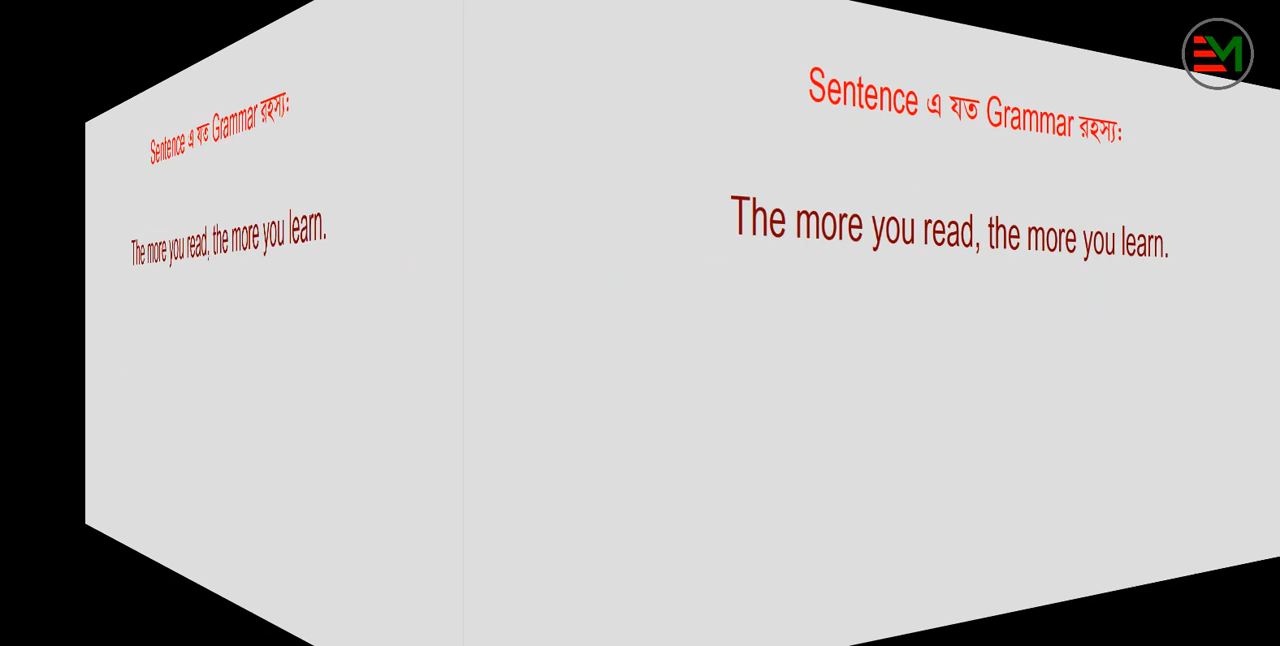 Sentence এ যত Grammar রহস্য:
The more you read, the more you learn.
Sentence এ যত Grammar রহস্য:
The more you read, the more you learn.
EM